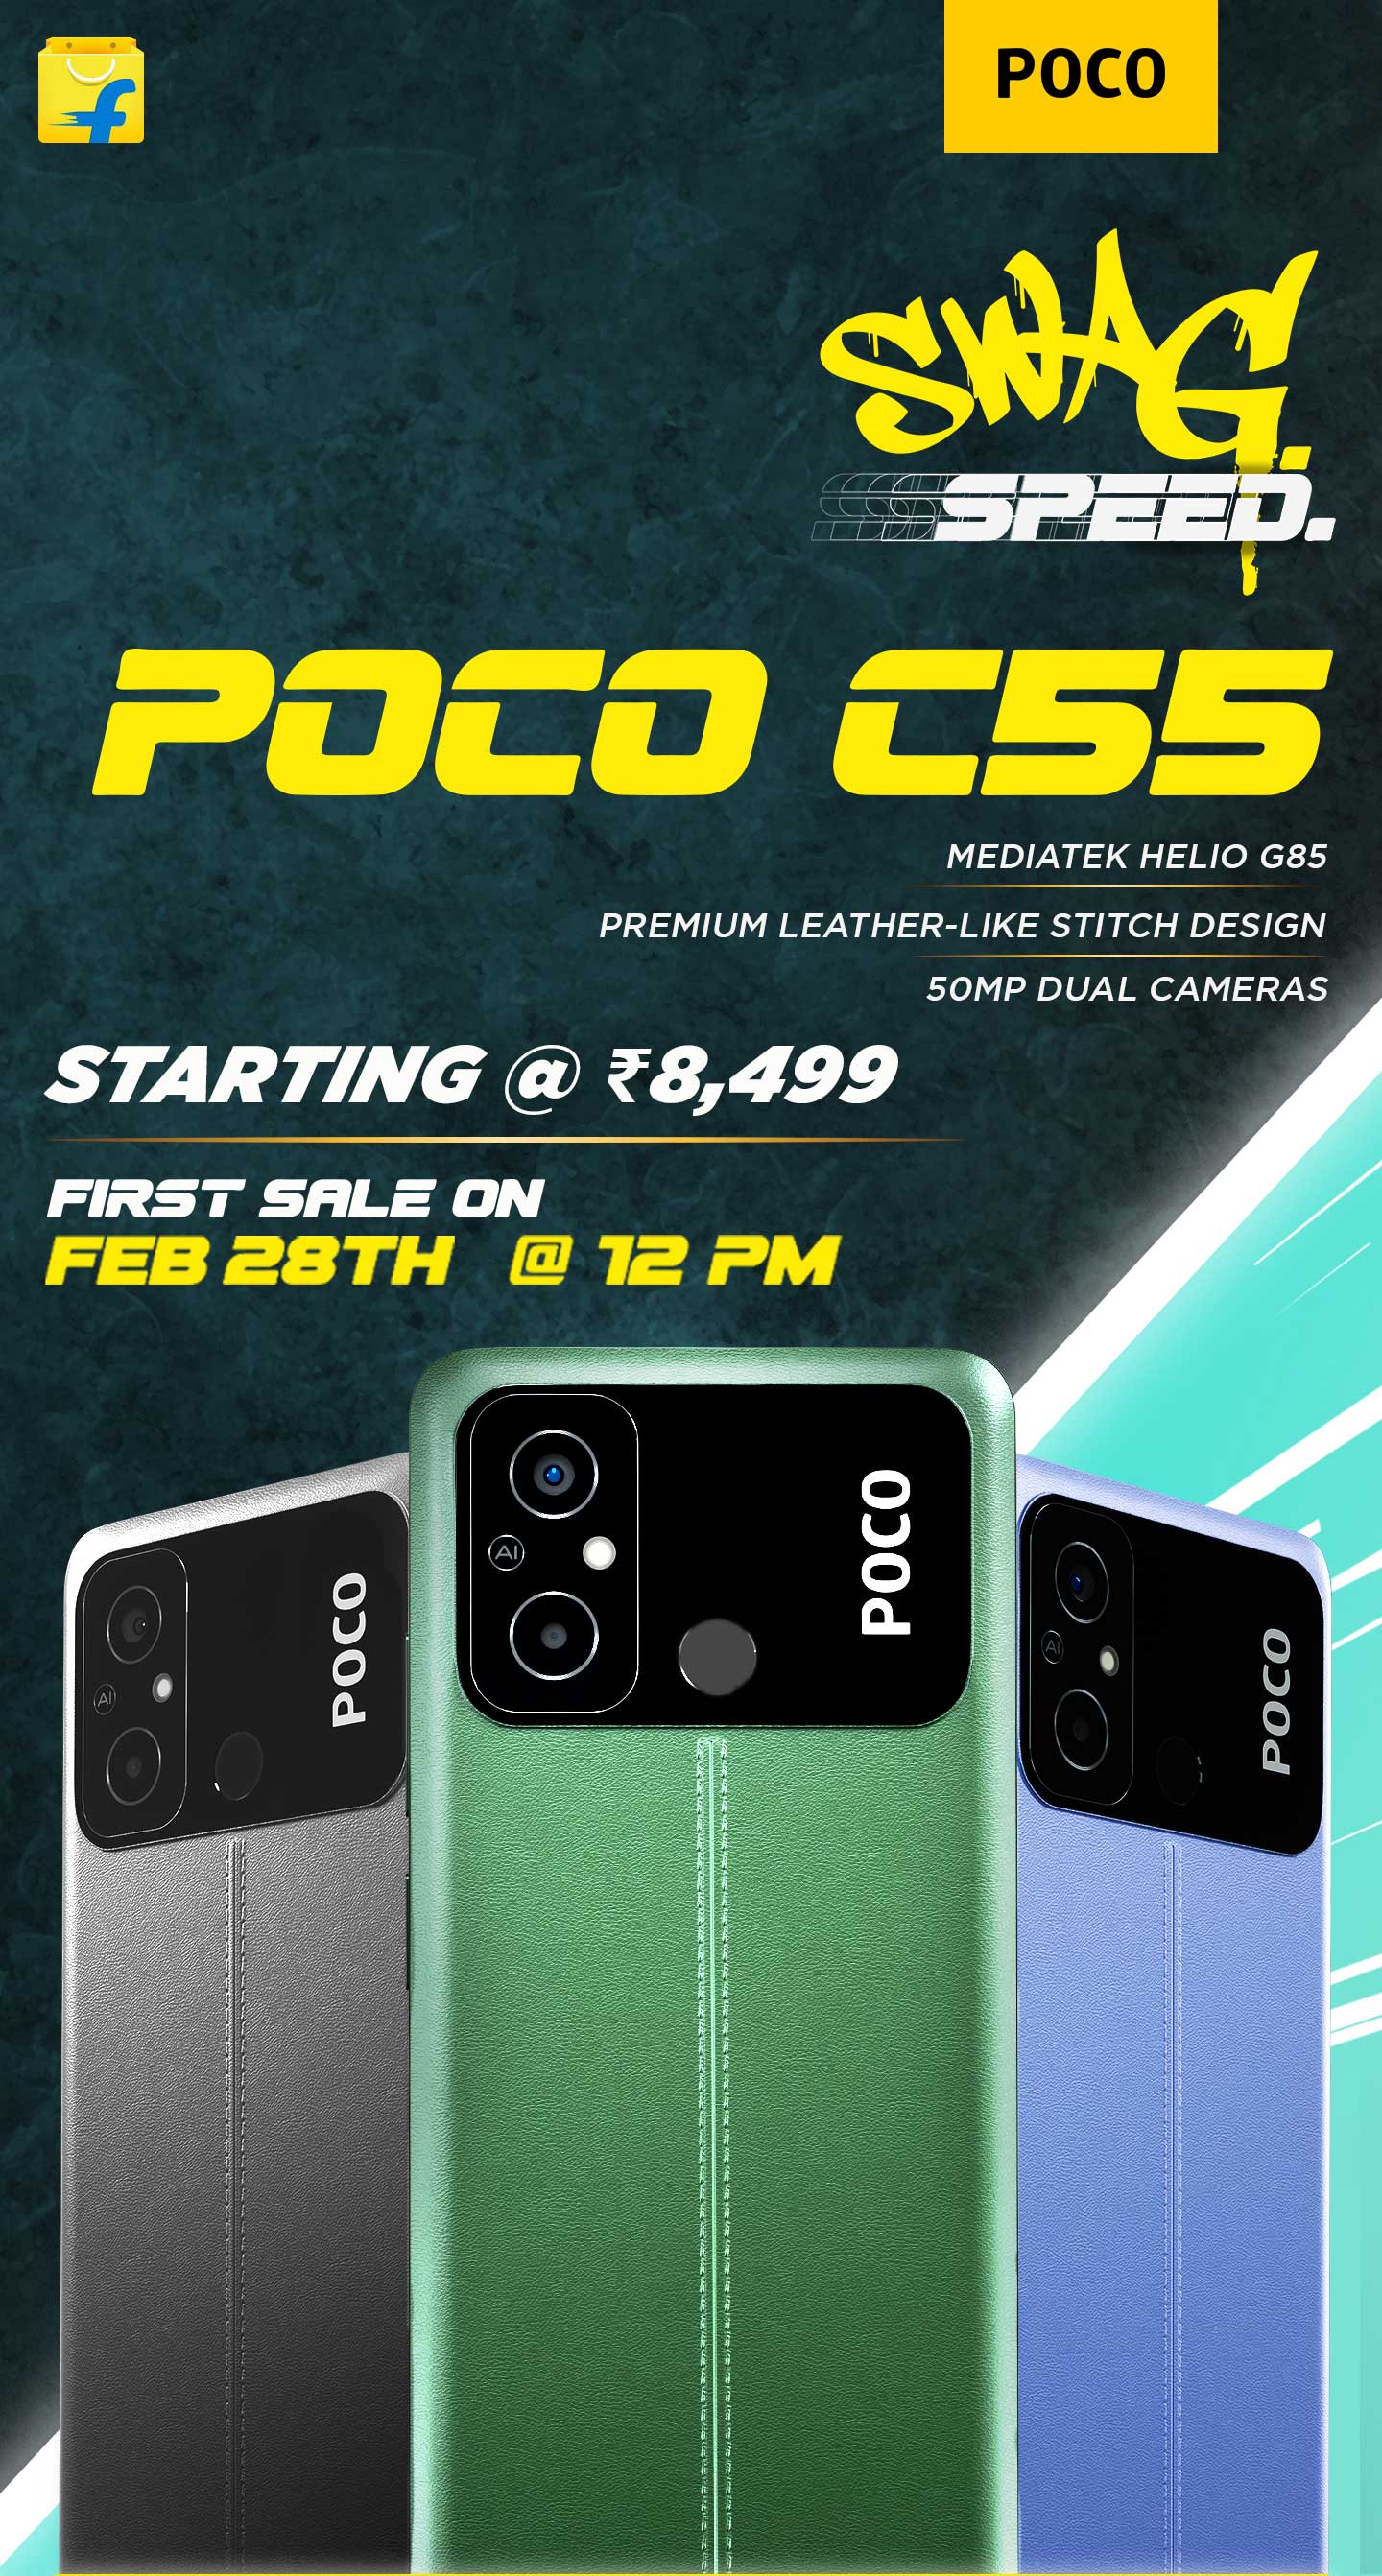 f
POCO
SWAG.
SPEED.
POCO C55
MEDIATEK HELIO G85
PREMIUM LEATHER-LIKE STITCH DESIGN
50MP DUAL CAMERAS
STARTING @ ₹8,499
FIRST SALE ON
FEB 28TH @ 12 PM
AI
POCO
AI
POCO
AI
POCO